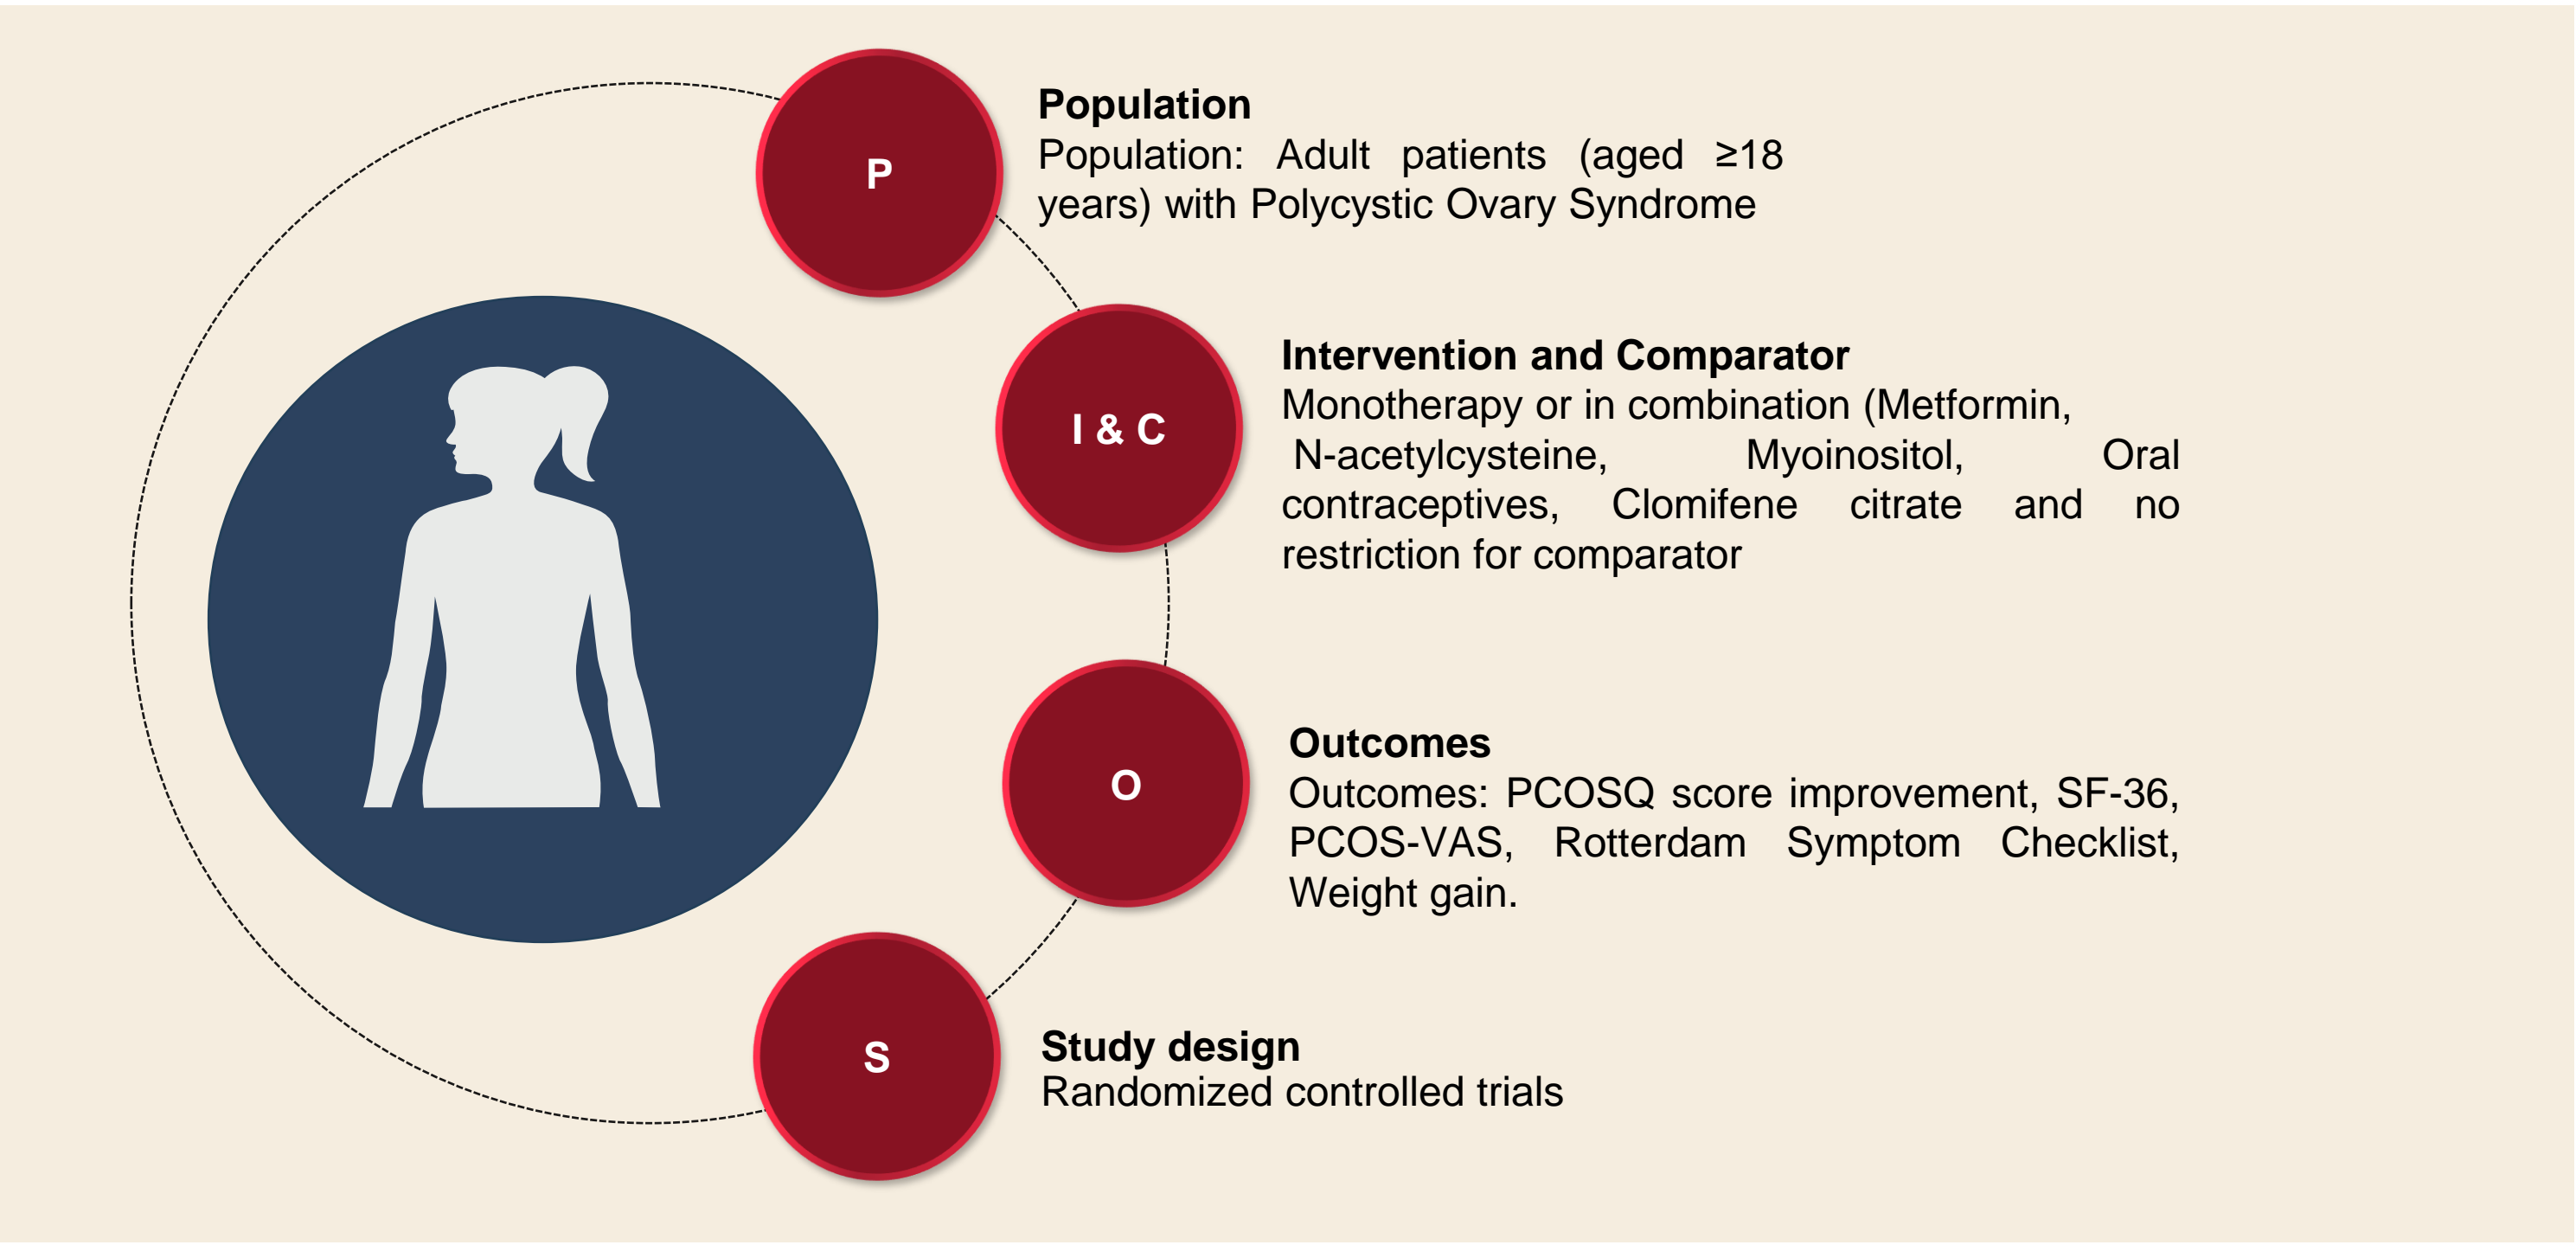 P
Population
Population: Adult patients (aged ≥18
years) with Polycystic Ovary Syndrome
I & C
Intervention and Comparator
Monotherapy or in combination (Metformin,
N-acetylcysteine, Myoinositol, Oral
contraceptives, Clomifene citrate and no
restriction for comparator
O
Outcomes
Outcomes: PCOSQ score improvement, SF-36,
PCOS-VAS, Rotterdam Symptom Checklist,
Weight gain.
S
Study design
Randomized controlled trials